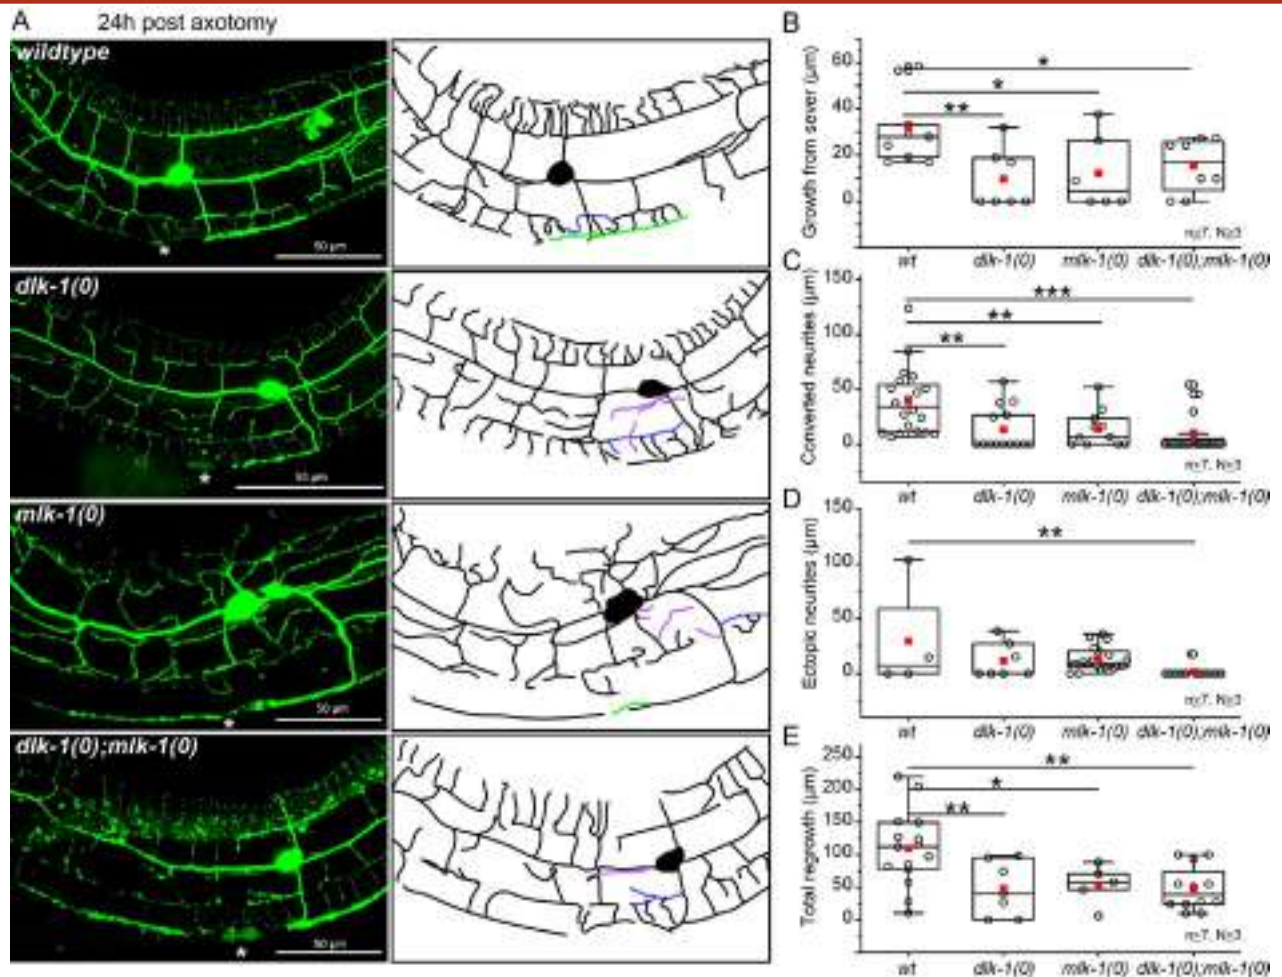 A
24h post axotomy
wildtype
50 µm
dlk-1(0)
50 µm
mlk-1(0)
50 µm
dlk-1(0);mlk-1(0)
50 µm
B
Growth from sever (µm)
60
40
20
0
*
*
**
n≥7, N≥3
wt dlk-1(0) mlk-1(0) dlk-1(0);mlk-1(0)
C
Converted neurites (µm)
150
100
50
0
***
**
**
n≥7, N≥3
wt dlk-1(0) mlk-1(0) dlk-1(0);mlk-1(0)
D
Ectopic neurites (µm)
150
100
50
0
**
n≥7, N≥3
wt dlk-1(0) mlk-1(0) dlk-1(0);mlk-1(0)
E
Total regrowth (µm)
250
200
150
100
50
0
**
*
**
n≥7, N≥3
wt dlk-1(0) mlk-1(0) dlk-1(0);mlk-1(0)